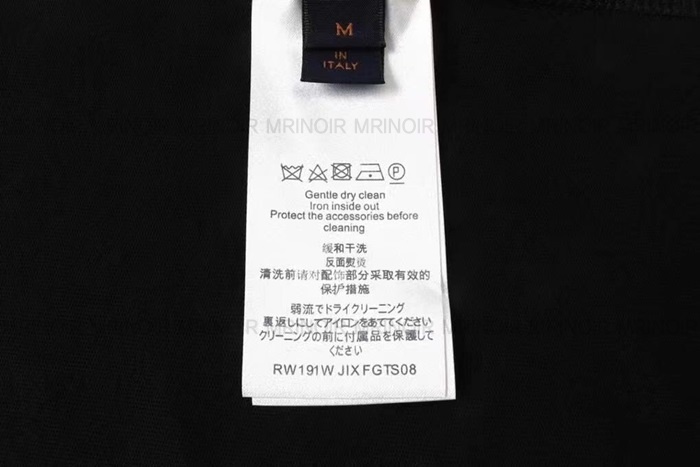 M
IN
ITALY
MRINOIR MRINOIR
P
Gentle dry clean
Iron inside out
Protect the accessories before
cleaning
缓和干洗
反面熨烫
清洗前请对配饰部分采取有效的
保护措施
弱流でドライクリーニング
裏返しにしてアイロンをあててください
クリーニングの前に付属品を保護して
ください
RW191W JIXFGTS08